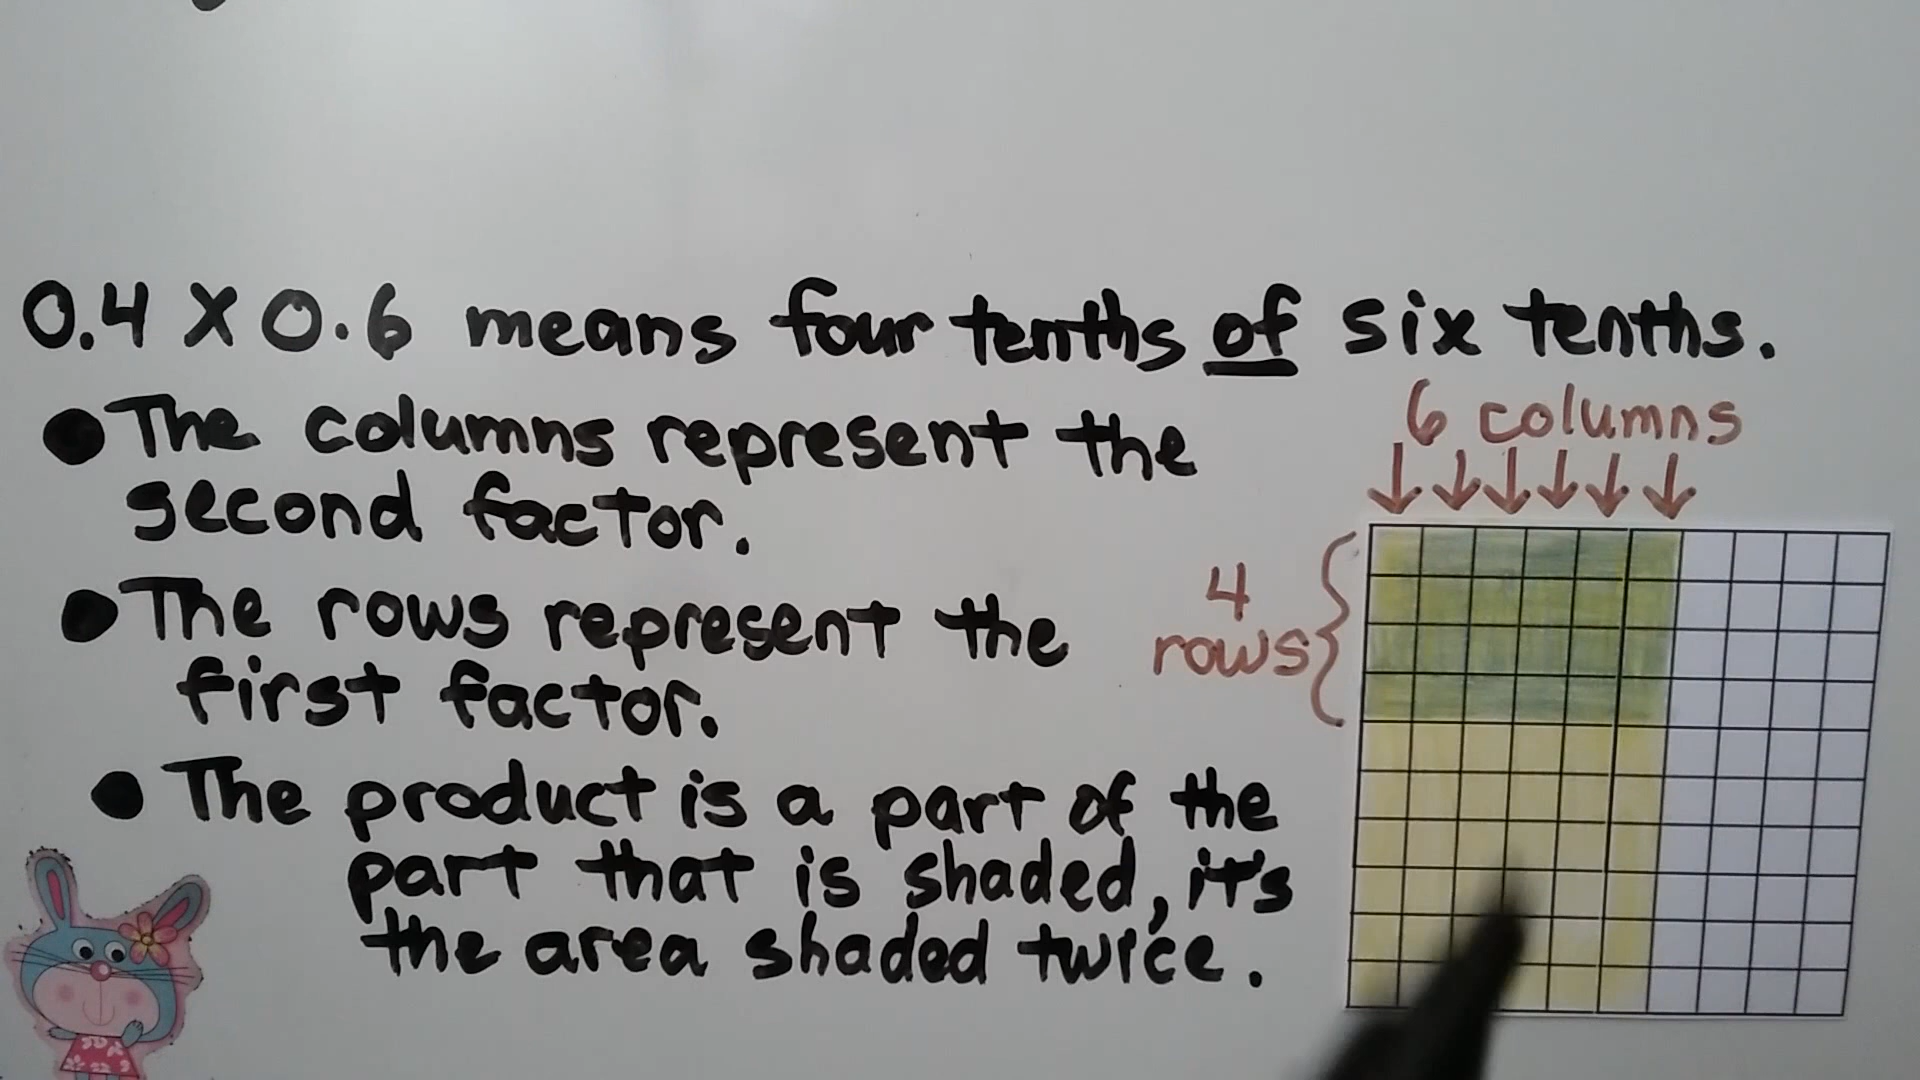 0.4 X 0.6 means four tenths of six tenths.
6 columns
● The columns represent the
second factor.
4
rows
● The rows represent the
first factor.
● The product is a part of the
part that is shaded, it's
the area shaded twice.